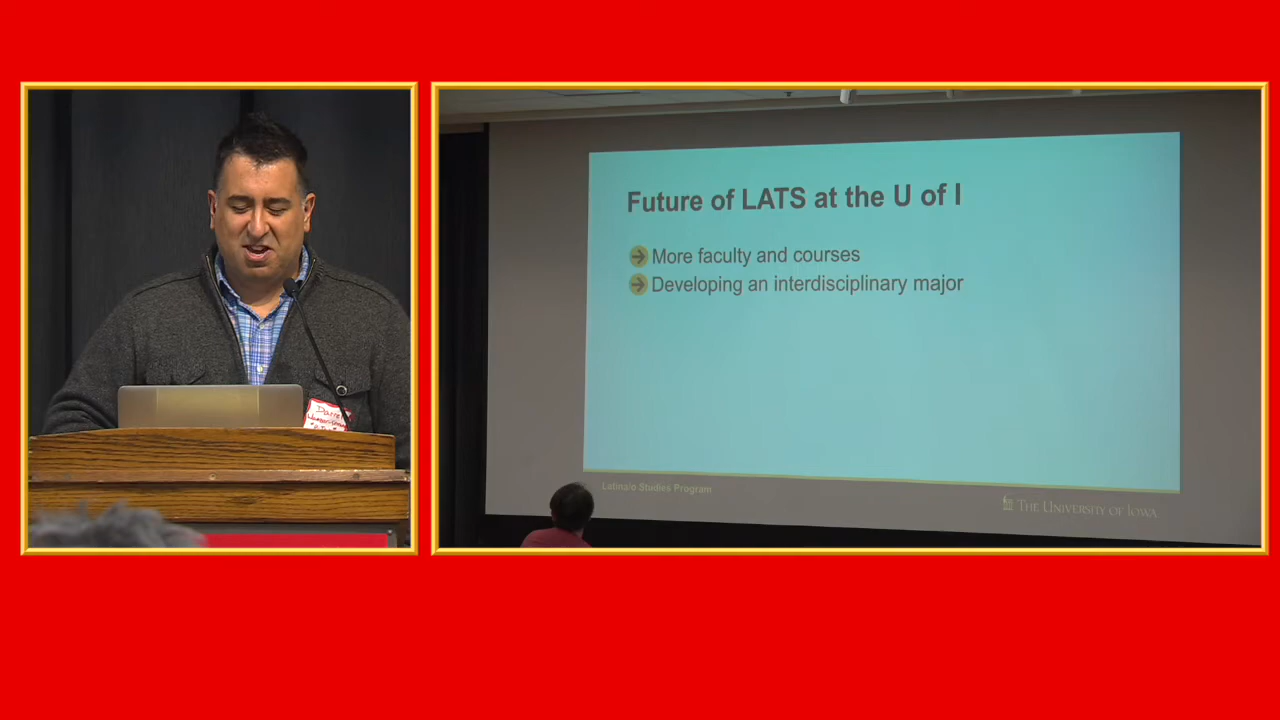 Future of LATS at the U of I
More faculty and courses
Developing an interdisciplinary major
Latina/o Studies Program
THE UNIVERSITY OF IOWA